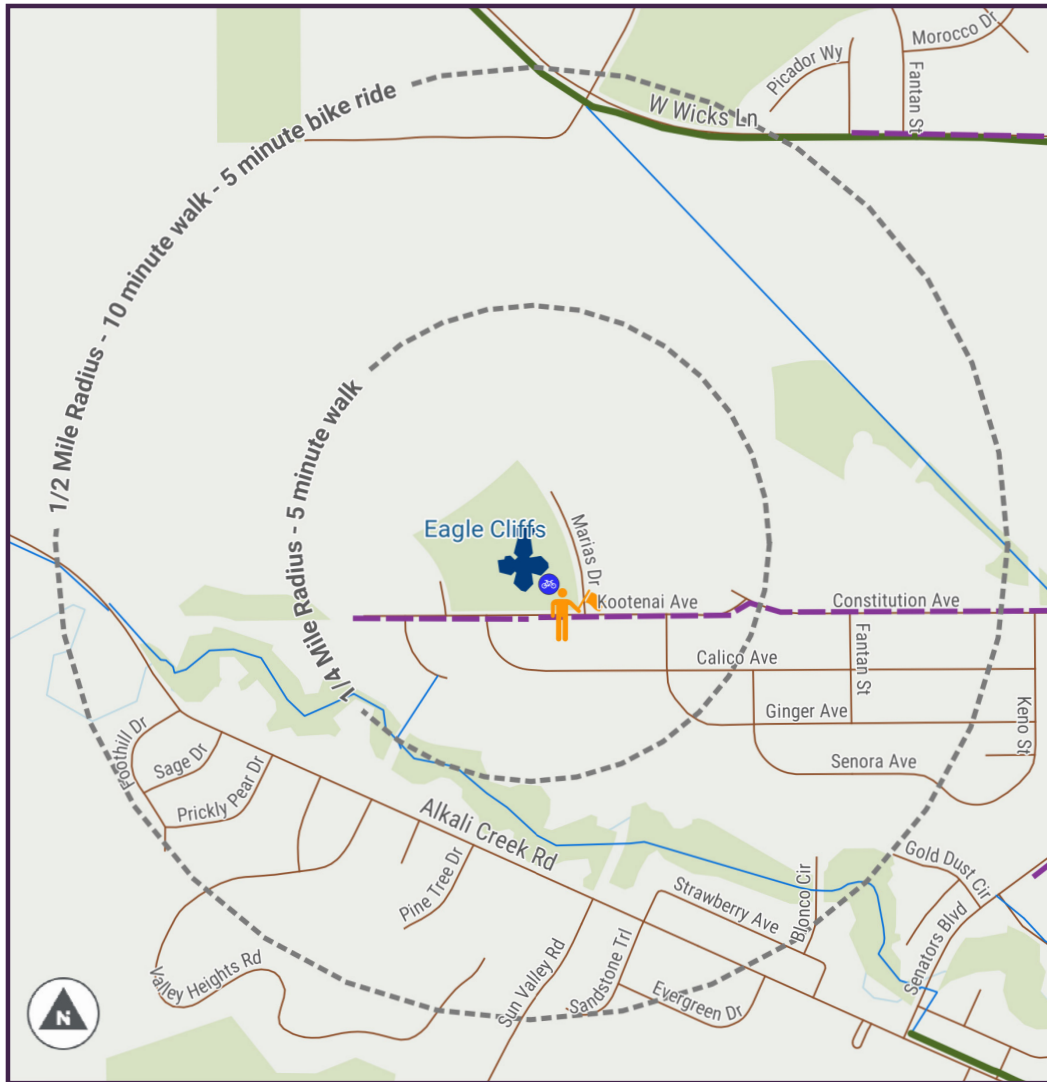 Morocco Dr
Picador Wy
Fantan St
W Wicks Ln
1/2 Mile Radius - 10 minute walk - 5 minute bike ride
1/4 Mile Radius - 5 minute walk
Eagle Cliffs
Marias Dr
Kootenai Ave
Constitution Ave
Fantan St
Calico Ave
Ginger Ave
Keno St
Senora Ave
Foothill Dr
Sage Dr
Prickly Pear Dr
Alkali Creek Rd
Pine Tree Dr
Gold Dust Cir
Strawberry Ave
Blonco Cir
Senators Blvd
Valley Heights Rd
Sun Valley Rd
Sandstone Trl
Evergreen Dr
N